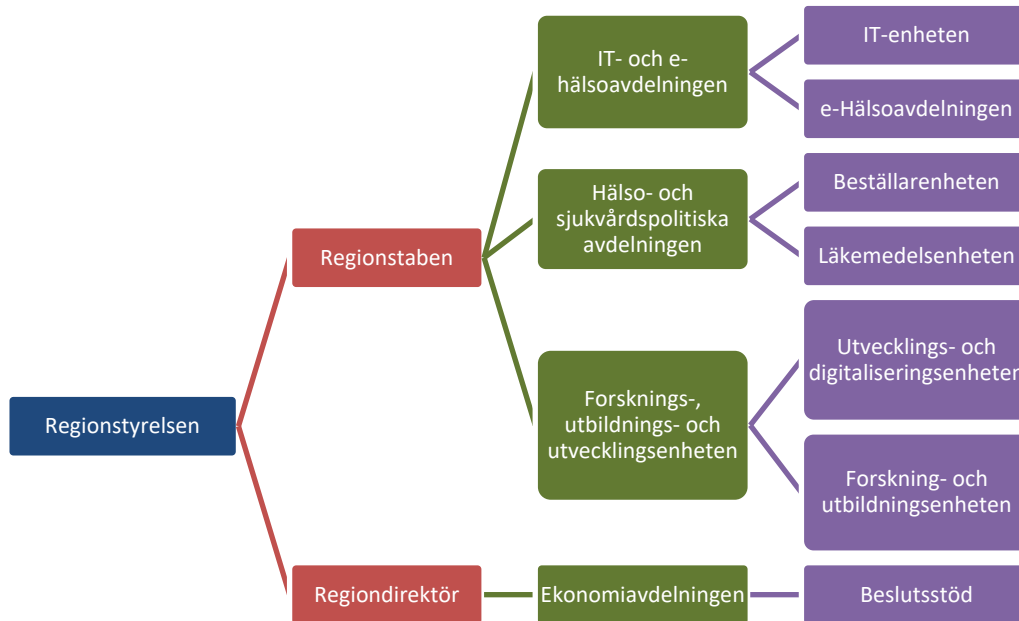 IT-enheten
IT- och e-
hälsoavdelningen
e-Hälsoavdelningen
Beställarenheten
Hälso- och
sjukvårdspolitiska
avdelningen
Regionstaben
Läkemedelsenheten
Utvecklings- och
digitaliseringsenheten
Forsknings-,
utbildnings- och
utvecklingsenheten
Regionstyrelsen
Forskning- och
utbildningsenheten
Regiondirektör
Ekonomiavdelningen
Beslutsstöd